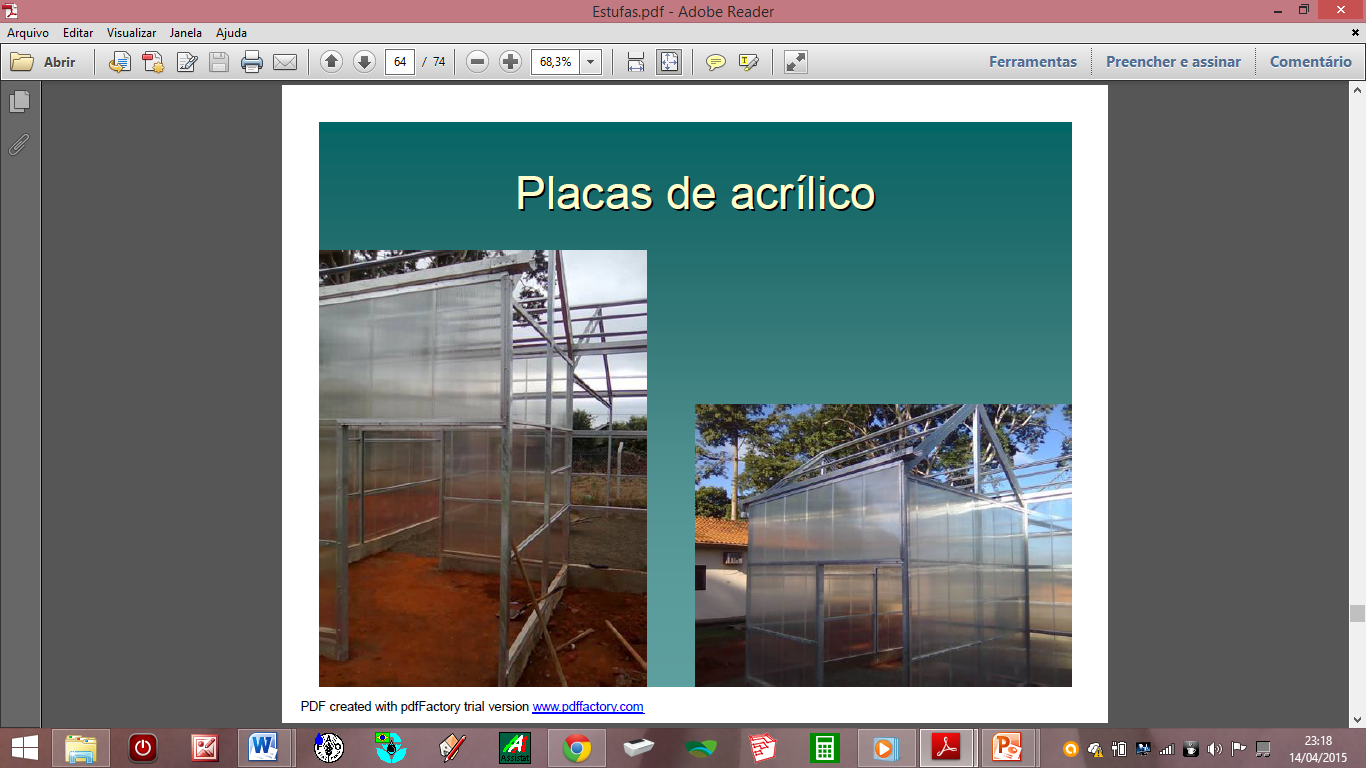 Estufas.pdf - Adobe Reader
Arquivo Editar Visualizar Janela Ajuda
Abrir 64 / 74 68,3% Ferramentas Preencher e assinar Comentário
Placas de acrílico
PDF created with pdfFactory trial version www.pdffactory.com
Assistat
23:18
14/04/2015